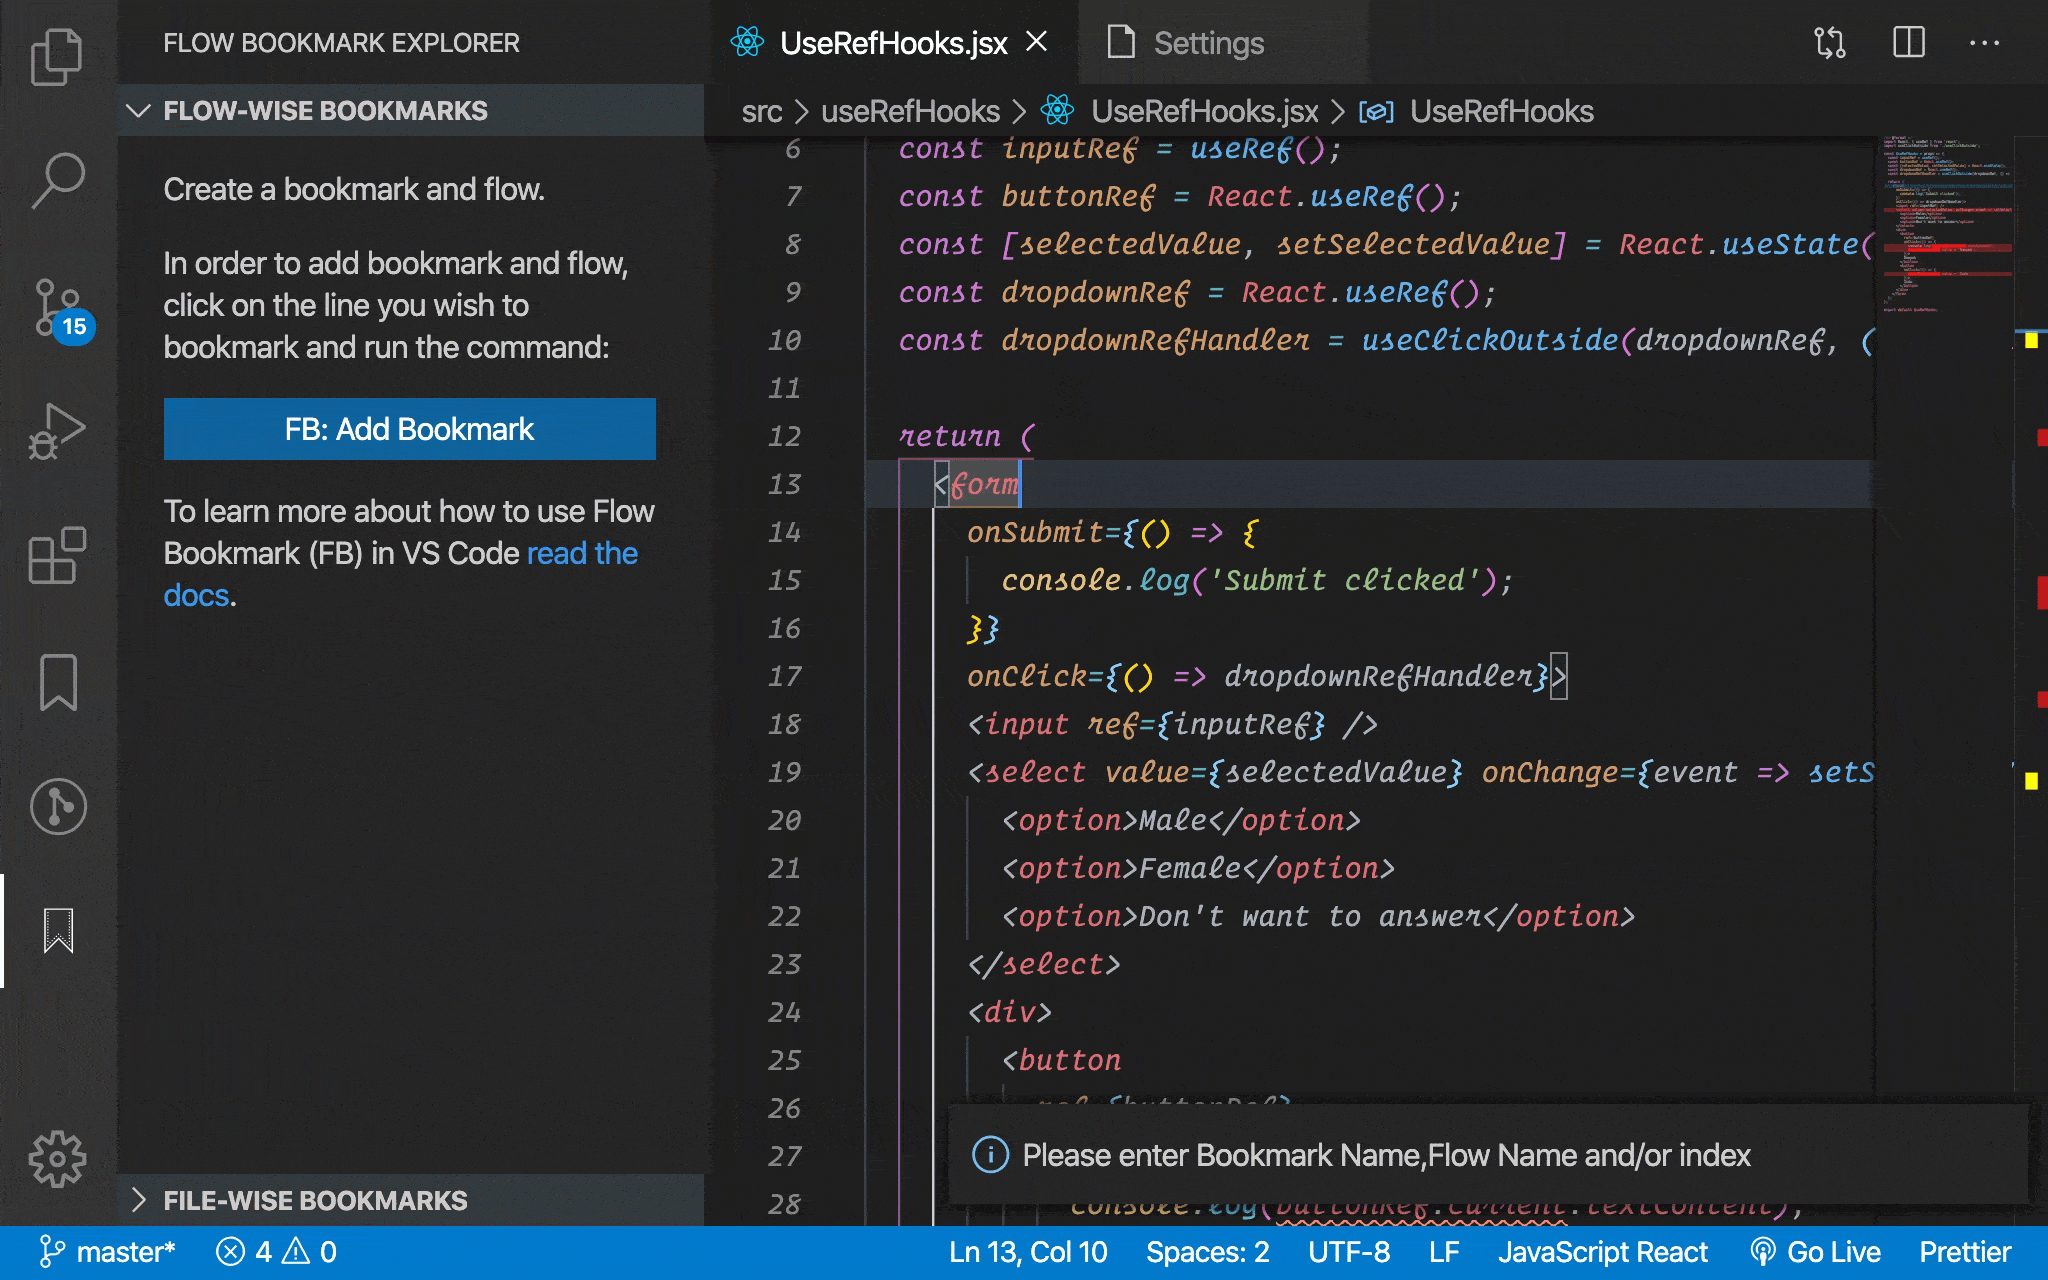 FLOW BOOKMARK EXPLORER
FLOW-WISE BOOKMARKS
Create a bookmark and flow.
In order to add bookmark and flow,
click on the line you wish to
bookmark and run the command:
FB: Add Bookmark
To learn more about how to use Flow
Bookmark (FB) in VS Code read the
docs.
FILE-WISE BOOKMARKS
15
UseRefHooks.jsx
Settings
src > useRefHooks > UseRefHooks.jsx > UseRefHooks
6 const inputRef = useRef();
7 const buttonRef = React.useRef();
8 const [selectedValue, setSelectedValue] = React.useState(
9 const dropdownRef = React.useRef();
10 const dropdownRefHandler = useClickOutside(dropdownRef, (
11
12 return (
13 <form
14 onSubmit={() => {
15 console.log('Submit clicked');
16 }}
17 onClick={() => dropdownRefHandler}>
18 <input ref={inputRef} />
19 <select value={selectedValue} onChange={event => setS
20 <option>Male</option>
21 <option>Female</option>
22 <option>Don't want to answer</option>
23 </select>
24 <div>
25 <button
26 ref={buttonRef}
27
28 console.log(buttonRef.current.textContent);
Please enter Bookmark Name,Flow Name and/or index
master* 4 0 Ln 13, Col 10 Spaces: 2 UTF-8 LF JavaScript React Go Live Prettier